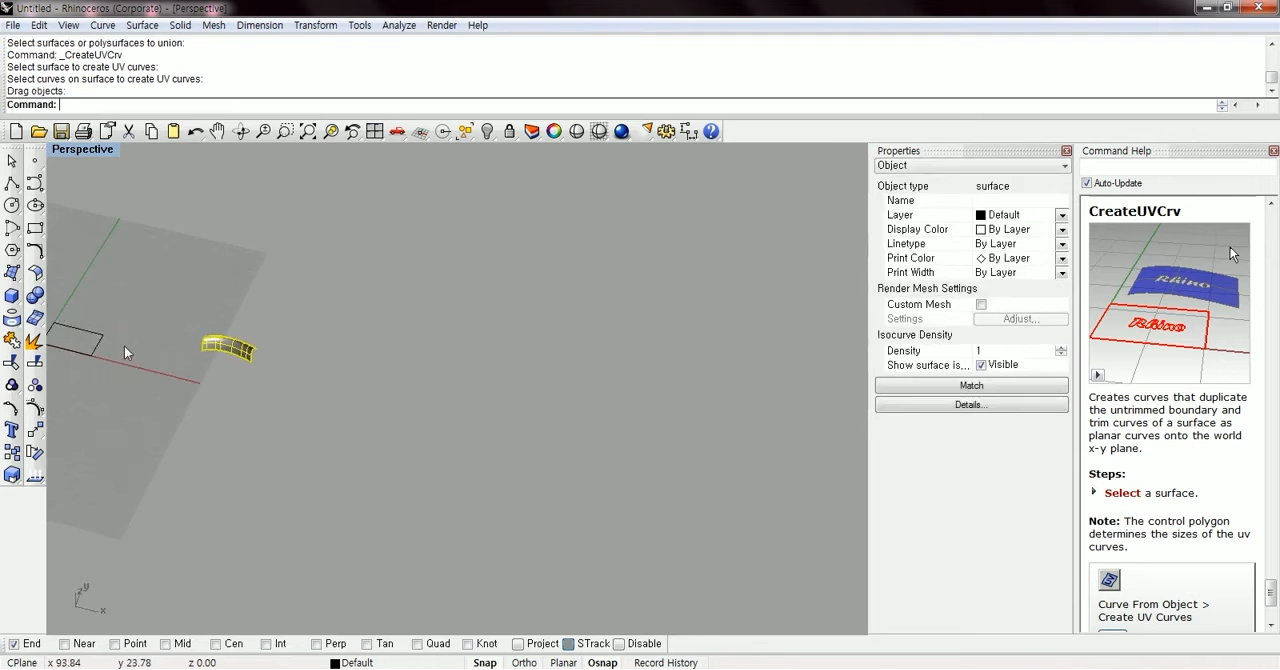 Untitled - Rhinoceros (Corporate) - [Perspective]
File Edit View Curve Surface Solid Mesh Dimension Transform Tools Analyze Render Help
Select surfaces or polysurfaces to union:
Command: _CreateUVCrv
Select surface to create UV curves:
Select curves on surface to create UV curves:
Drag objects:
Command:
Perspective
Properties
Object
Object type surface
Name
Layer Default
Display Color By Layer
Linetype By Layer
Print Color By Layer
Print Width By Layer
Render Mesh Settings
Custom Mesh
Settings Adjust...
Isocurve Density
Density 1
Show surface is... Visible
Match
Details...
Command Help
Auto-Update
CreateUVCrv
Rhino
Rhino
Creates curves that duplicate
the untrimmed boundary and
trim curves of a surface as
planar curves onto the world
x-y plane.
Steps:
Select a surface.
Note: The control polygon
determines the sizes of the uv
curves.
Curve From Object >
Create UV Curves
z y
x
End Near Point Mid Cen Int Perp Tan Quad Knot Project STrack Disable
CPlane x 93.84 y 23.78 z 0.00 Default Snap Ortho Planar Osnap Record History